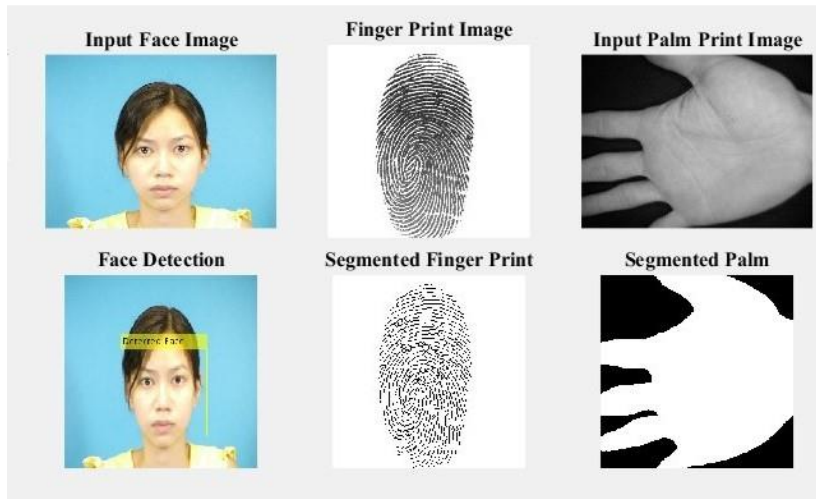 Input Face Image
Finger Print Image
Input Palm Print Image
Face Detection
Segmented Finger Print
Segmented Palm
Detected Face